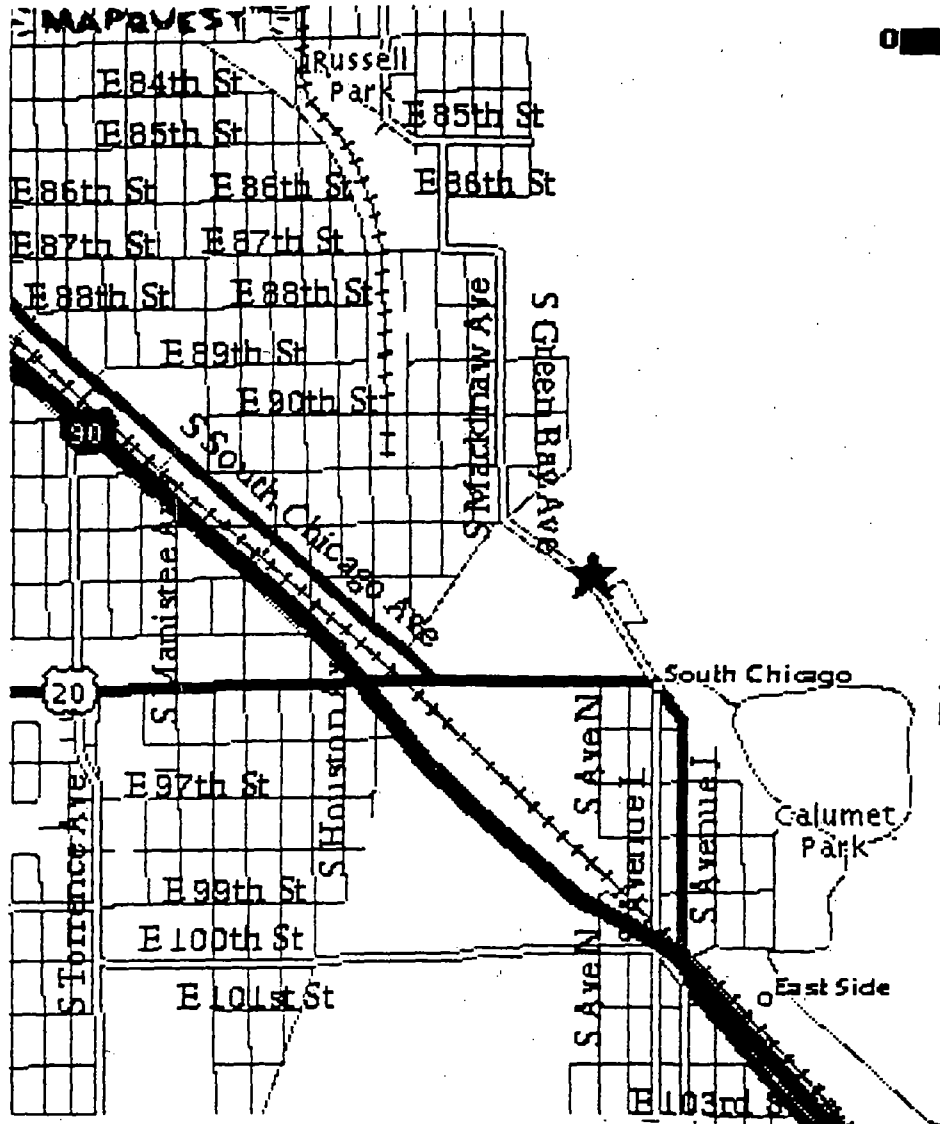 MAPQUEST
0
Russell
Park
E 84th St
E 85th St
E 85th St
E 86th St
E 86th St
E 86th St
E 87th St
E 87th St
E 88th St
E 88th St
S Mackinaw Ave
S Green Bay Ave
E 89th St
E 90th St
90
S South Chicago Ave
S Manistee Av
20
South Chicago
S Ave N
S Houston Av
E 97th St
S Torrence Ave
S Avenue
Avenue
Calumet
Park
E 99th St
E 100th St
S Ave N
E 101st St
East Side
E 103rd S